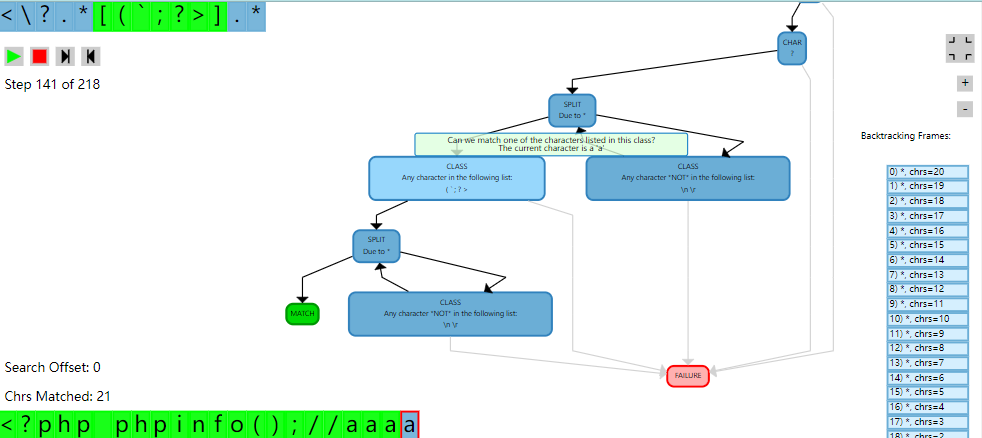 <\?.*[(`;?>].*
Step 141 of 218
CHAR
?
SPLIT
Due to *
Can we match one of the characters listed in this class?
The current character is a 'a'
CLASS
Any character in the following list:
( ` ; ? >
CLASS
Any character *NOT* in the following list:
\n \r
SPLIT
Due to *
MATCH
CLASS
Any character *NOT* in the following list:
\n \r
FAILURE
+
-
Backtracking Frames:
0) *, chrs=20
1) *, chrs=19
2) *, chrs=18
3) *, chrs=17
4) *, chrs=16
5) *, chrs=15
6) *, chrs=14
7) *, chrs=13
8) *, chrs=12
9) *, chrs=11
10) *, chrs=10
11) *, chrs=9
12) *, chrs=8
13) *, chrs=7
14) *, chrs=6
15) *, chrs=5
16) *, chrs=4
17) *, chrs=3
18) *, chrs=2
Search Offset: 0
Chrs Matched: 21
<?php phpinfo();//aaaa